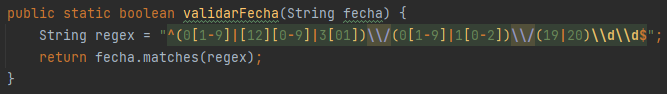 public static boolean validarFecha(String fecha) {
String regex = "^(0[1-9]|[12][0-9]|3[01])\\/(0[1-9]|1[0-2])\\/(19|20)\\d\\d$";
return fecha.matches(regex);
}